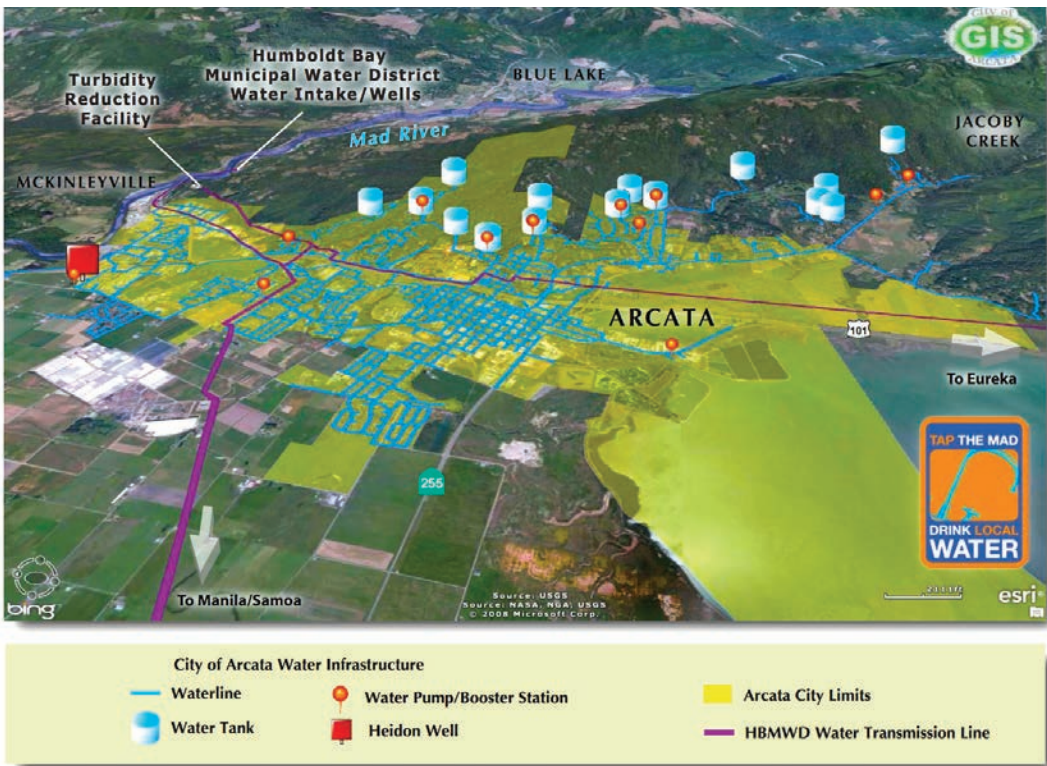 city of
GIS
ARCATA
Humboldt Bay
Municipal Water District
Water Intake/Wells
Turbidity
Reduction
Facility
BLUE LAKE
Mad River
JACOBY
CREEK
MCKINLEYVILLE
ARCATA
101
To Eureka
255
TAP THE MAD
DRINK LOCAL
WATER
To Manila/Samoa
bing
Source: USGS
Source: NASA, NGA, USGS
© 2008 Microsoft Corp.
esri
City of Arcata Water Infrastructure
Waterline
Water Pump/Booster Station
Arcata City Limits
Water Tank
Heidon Well
HBMWD Water Transmission Line